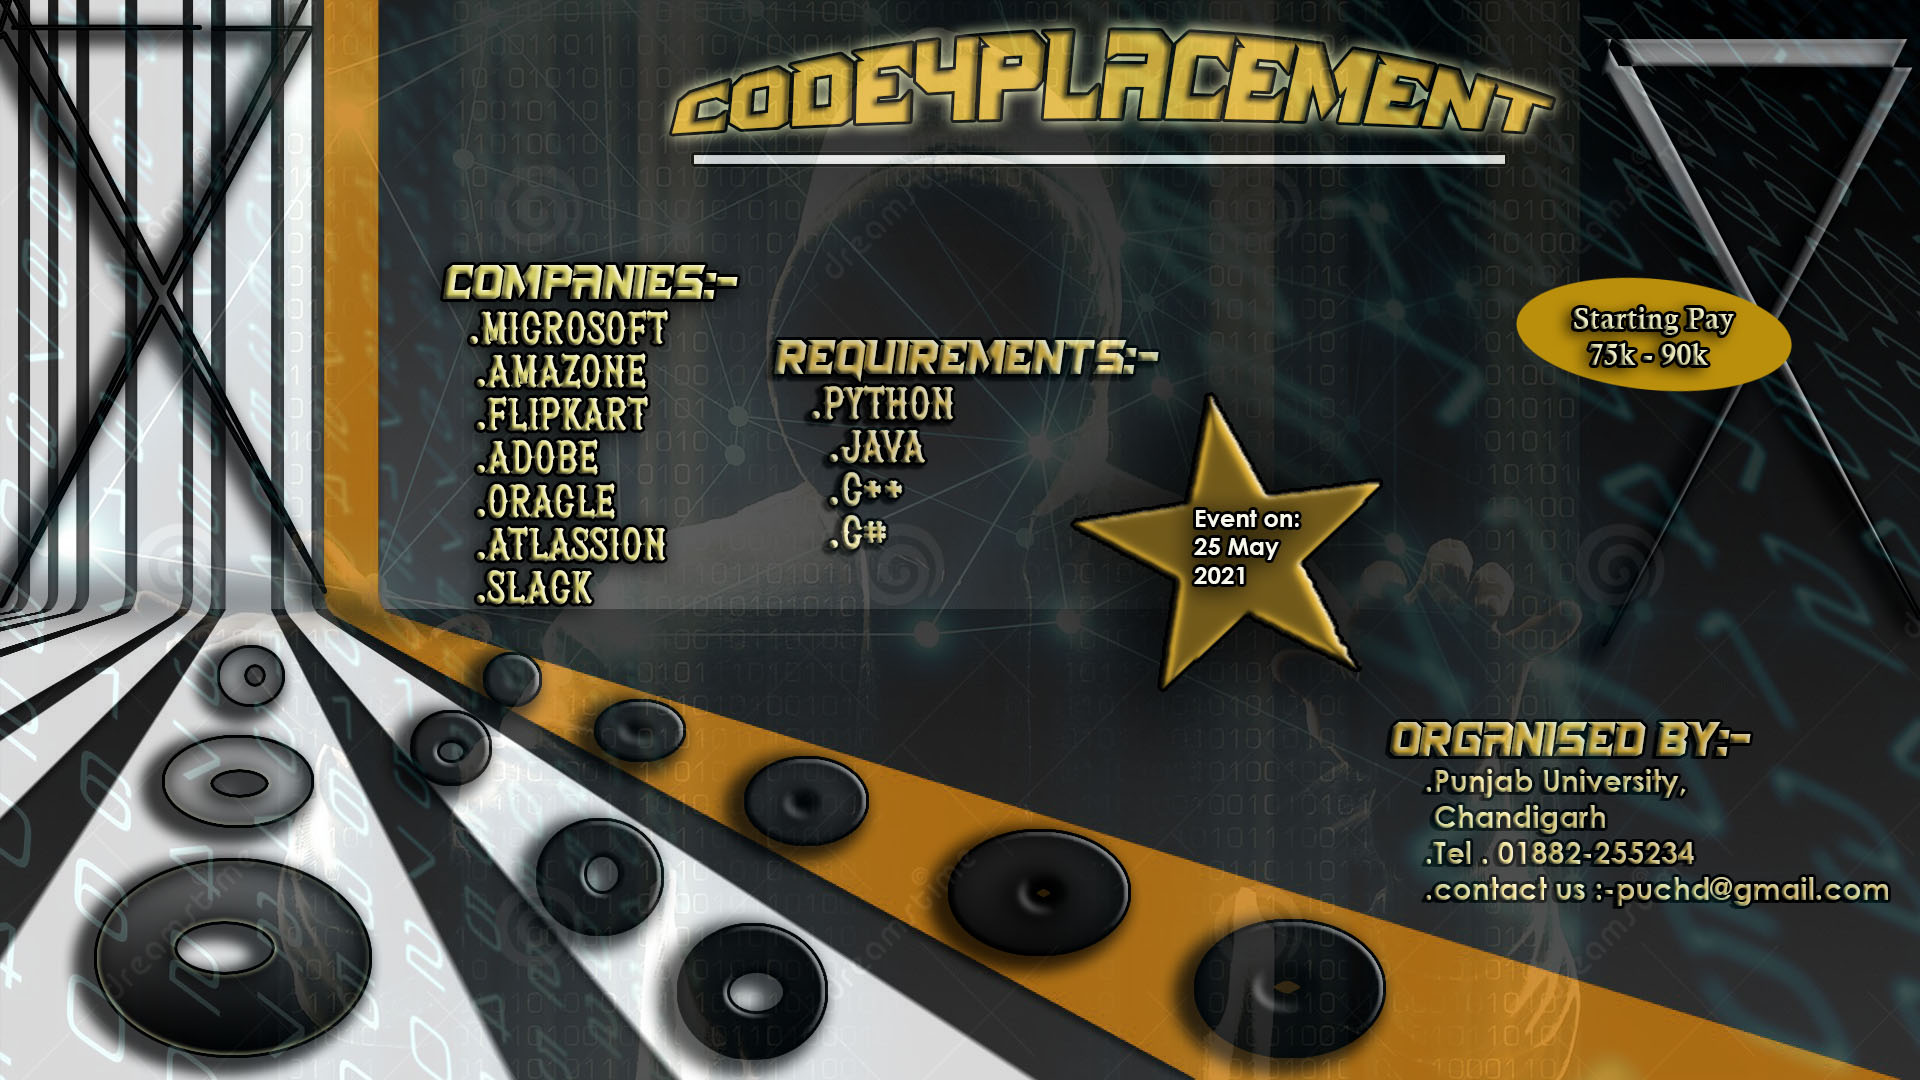 CODE4PLACEMENT
COMPANIES:-
.MICROSOFT
.AMAZONE
.FLIPKART
.ADOBE
.ORACLE
.ATLASSION
.SLACK
REQUIREMENTS:-
.PYTHON
.JAVA
.C++
.C#
Starting Pay
75k - 90k
Event on:
25 May
2021
ORGANISED BY:-
.Punjab University,
Chandigarh
.Tel . 01882-255234
.contact us :-puchd@gmail.com